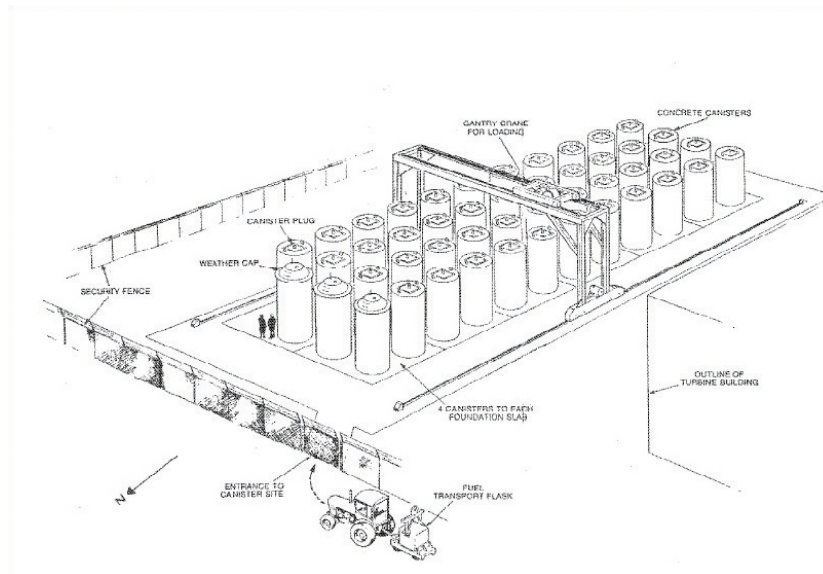 GANTRY CRANE
FOR LOADING
CONCRETE CANISTERS
CANISTER PLUG
WEATHER CAP
SECURITY FENCE
OUTLINE OF
TURBINE BUILDING
4 CANISTERS TO EACH
FOUNDATION SLAB
ENTRANCE TO
CANISTER SITE
FUEL
TRANSPORT FLASK
N